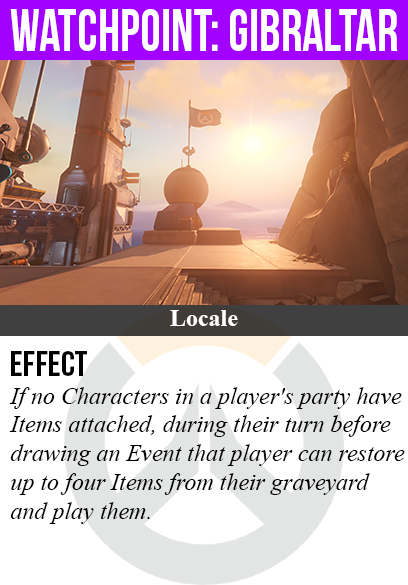 WATCHPOINT: GIBRALTAR
Locale
EFFECT
If no Characters in a player's party have
Items attached, during their turn before
drawing an Event that player can restore
up to four Items from their graveyard
and play them.